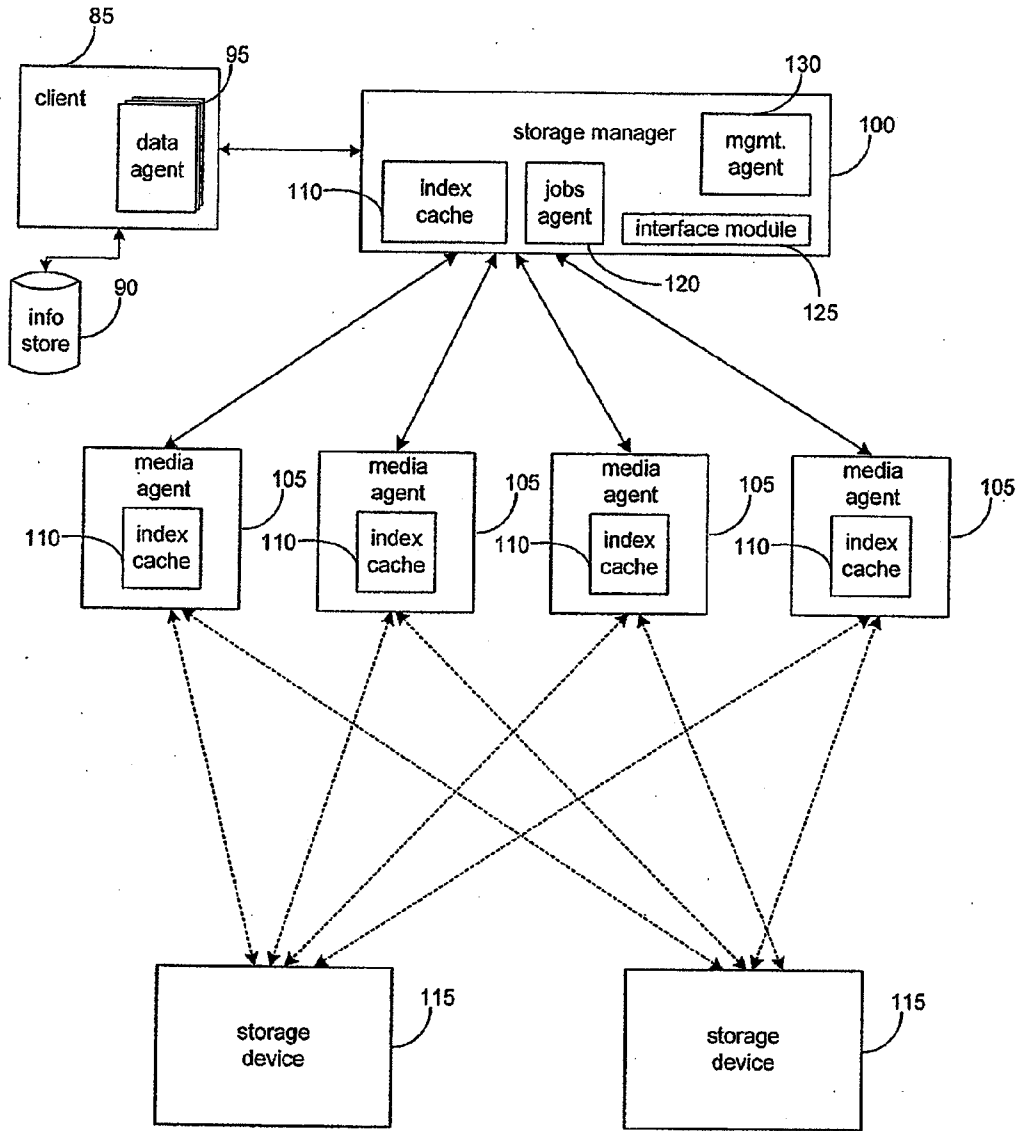 85
95
client
data
agent
130
storage manager
mgmt.
agent
100
110
index
cache
jobs
agent
interface module
120
125
90
info
store
media
agent
105
110
index
cache
media
agent
105
110
index
cache
media
agent
105
110
index
cache
media
agent
105
110
index
cache
storage
device
115
storage
device
115